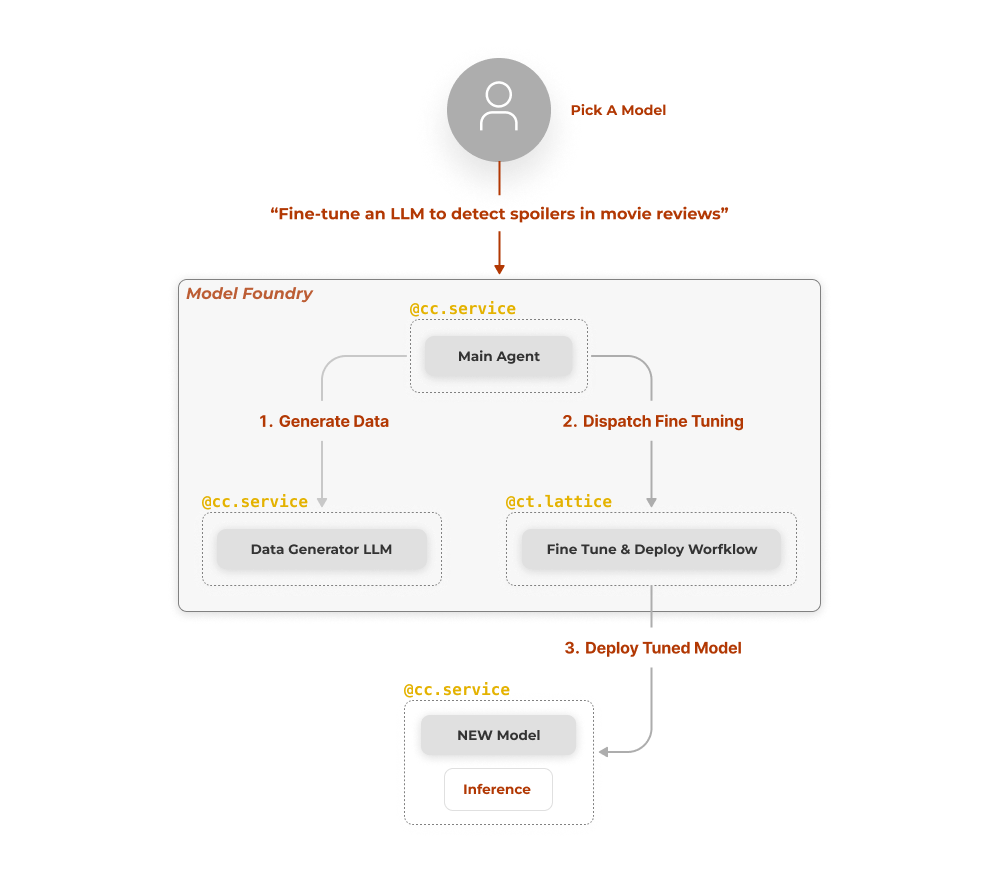 Pick A Model
“Fine-tune an LLM to detect spoilers in movie reviews”
Model Foundry
@cc.service
Main Agent
1. Generate Data
2. Dispatch Fine Tuning
@cc.service
@ct.lattice
Data Generator LLM
Fine Tune & Deploy Worfklow
3. Deploy Tuned Model
@cc.service
NEW Model
Inference